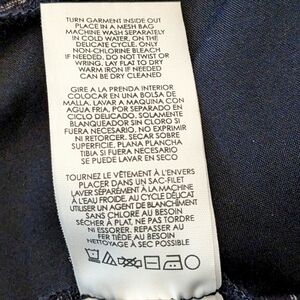 TURN GARMENT INSIDE OUT
PLACE IN A MESH BAG
MACHINE WASH SEPARATELY
IN COLD WATER, ON THE
DELICATE CYCLE. ONLY
NON-CHLORINE BLEACH
IF NEEDED. DO NOT TWIST OR
WRING. LAY FLAT TO DRY
WARM IRON IF NEEDED
CAN BE DRY CLEANED
GIRE A LA PRENDA INTERIOR
COLOCAR EN UNA BOLSA DE
MALLA, LAVAR A MAQUINA CON
AGUA FRIA, POR SEPARADO EN
CICLO DELICADO. SOLAMENTE
BLANQUEADOR SIN CLORO SI
FUERA NECESARIO. NO EXPRIMIR
NI RETORCER. SECAR SOBRE
SUPERFICIE, PLANA PLANCHA
TIBIA SI FUERA NECESARIO
SE PUEDE LAVAR EN SECO
TOURNEZ LE VÊTEMENT À L'ENVERS
PLACER DANS UN SAC-FILET
LAVER SÉPARÉMENT À LA MACHINE
À L'EAU FROIDE, AU CYCLE DÉLICAT
UTILISER UN AGENT DE BLANCHIMENT
SANS CHLORE AU BESOIN
SÉCHER À PLAT, NE PAS TORDRE
NI ESSORER. REPASSER AU
FER TIÈDE AU BESOIN
NETTOYAGE À SEC POSSIBLE